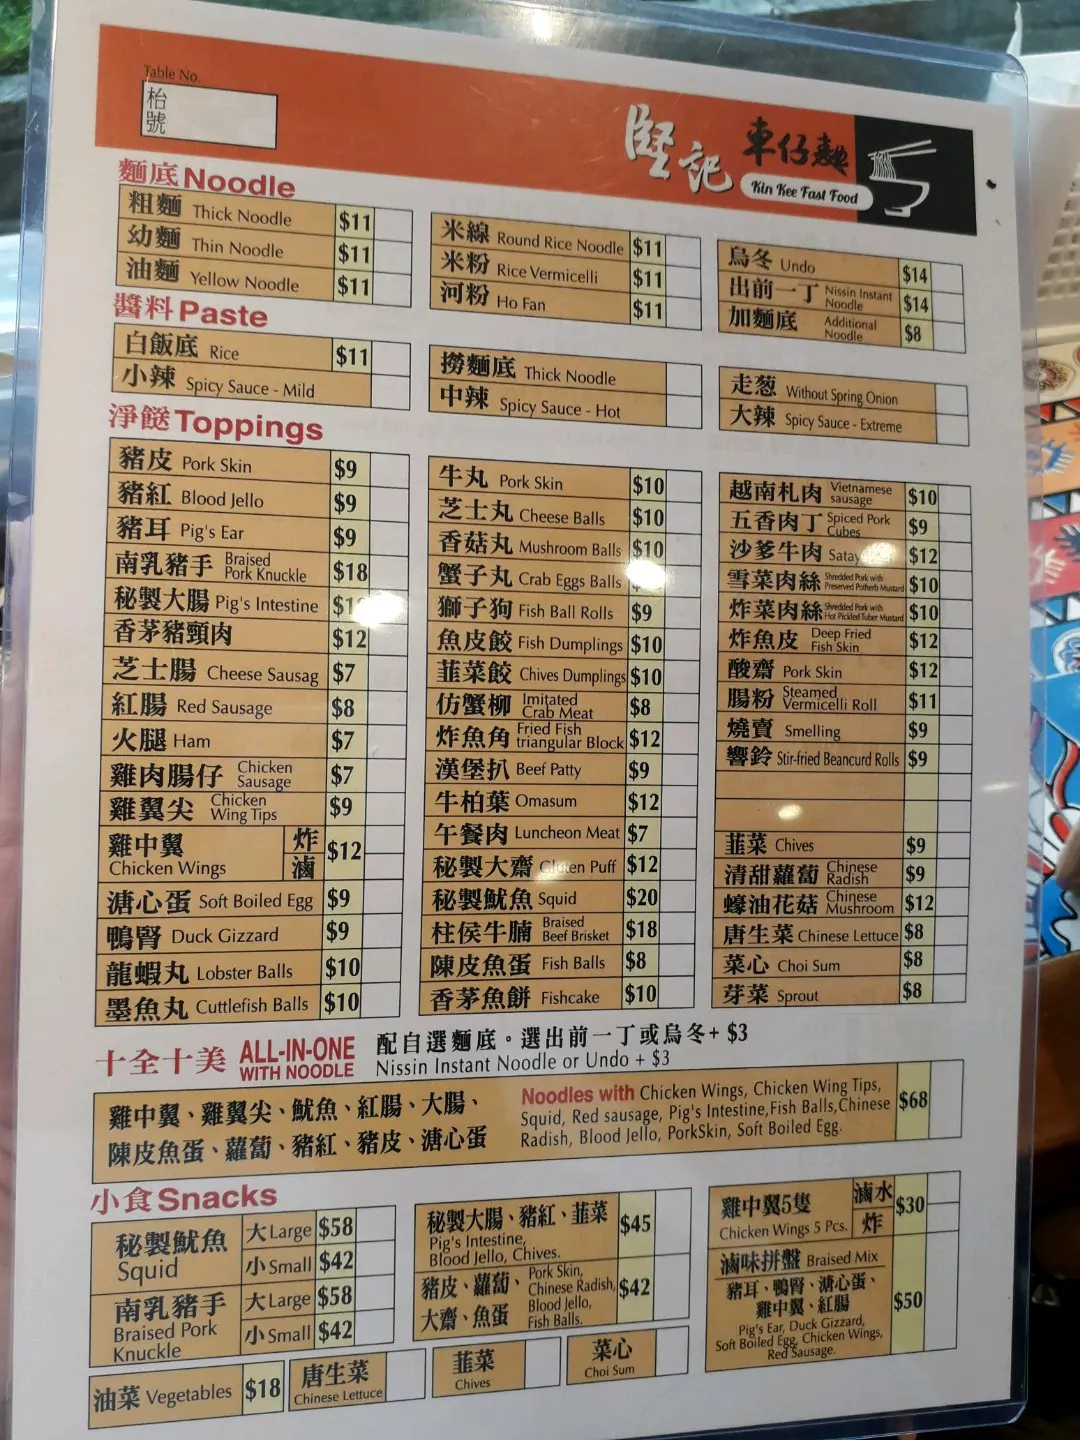 Table No.
枱號
堅記 車仔麵
Kin Kee Fast Food
麵底 Noodle
粗麵 Thick Noodle $11
幼麵 Thin Noodle $11
油麵 Yellow Noodle $11
米線 Round Rice Noodle $11
米粉 Rice Vermicelli $11
河粉 Ho Fan $11
烏冬 Undo $14
出前一丁 Nissin Instant Noodle $14
加麵底 Additional Noodle $8
醬料 Paste
白飯底 Rice $11
小辣 Spicy Sauce - Mild
撈麵底 Thick Noodle
中辣 Spicy Sauce - Hot
走葱 Without Spring Onion
大辣 Spicy Sauce - Extreme
淨餸 Toppings
豬皮 Pork Skin $9
豬紅 Blood Jello $9
豬耳 Pig's Ear $9
南乳豬手 Braised Pork Knuckle $18
秘製大腸 Pig's Intestine
香茅豬頸肉 $12
芝士腸 Cheese Sausag $7
紅腸 Red Sausage $8
火腿 Ham $7
雞肉腸仔 Chicken Sausage $7
雞翼尖 Chicken Wing Tips $9
雞中翼 Chicken Wings 炸 滷 $12
溏心蛋 Soft Boiled Egg $9
鴨腎 Duck Gizzard $9
龍蝦丸 Lobster Balls $10
墨魚丸 Cuttlefish Balls $10
牛丸 Pork Skin $10
芝士丸 Cheese Balls $10
香菇丸 Mushroom Balls $10
蟹子丸 Crab Eggs Balls
獅子狗 Fish Ball Rolls $9
魚皮餃 Fish Dumplings $10
韮菜餃 Chives Dumplings $10
仿蟹柳 Imitated Crab Meat $8
炸魚角 Fried Fish triangular Block $12
漢堡扒 Beef Patty $9
牛柏葉 Omasum $12
午餐肉 Luncheon Meat $7
秘製大齋 Puff $12
秘製魷魚 Squid $20
柱侯牛腩 Braised Beef Brisket $18
陳皮魚蛋 Fish Balls $8
香茅魚餅 Fishcake $10
越南札肉 Vietnamese sausage $10
五香肉丁 Spiced Pork Cubes $9
沙爹牛肉 Satay $12
雪菜肉絲 Shredded Pork with Preserved Potherb Mustard $10
炸菜肉絲 Shredded Pork with Hot Pickled Tuber Mustard $10
炸魚皮 Deep Fried Fish Skin $12
酸齋 Pork Skin $12
腸粉 Steamed Vermicelli Roll $11
燒賣 Smelling $9
響鈴 Stir-fried Beancurd Rolls $9
韮菜 Chives $9
清甜蘿蔔 Chinese Radish $9
蠔油花菇 Chinese Mushroom $12
唐生菜 Chinese Lettuce $8
菜心 Choi Sum $8
芽菜 Sprout $8
十全十美 ALL-IN-ONE WITH NOODLE
配自選麵底。選出前一丁或烏冬+ $3
Nissin Instant Noodle or Undo + $3
雞中翼、雞翼尖、魷魚、紅腸、大腸、
陳皮魚蛋、蘿蔔、豬紅、豬皮、溏心蛋
Noodles with Chicken Wings, Chicken Wing Tips,
Squid, Red sausage, Pig's Intestine,Fish Balls,Chinese
Radish, Blood Jello, PorkSkin, Soft Boiled Egg.
$68
小食 Snacks
秘製魷魚 Squid
大 Large $58
小 Small $42
南乳豬手 Braised Pork Knuckle
大 Large $58
小 Small $42
秘製大腸、豬紅、韮菜
Pig's Intestine,
Blood Jello, Chives.
$45
豬皮、蘿蔔、
大齋、魚蛋
Pork Skin,
Chinese Radish,
Blood Jello,
Fish Balls.
$42
雞中翼5隻 滷水
Chicken Wings 5 Pcs. 炸
$30
滷味拼盤 Braised Mix
豬耳、鴨腎、溏心蛋、
雞中翼、紅腸
Pig's Ear, Duck Gizzard,
Soft Boiled Egg, Chicken Wings,
Red Sausage.
$50
油菜 Vegetables $18
唐生菜 Chinese Lettuce
韮菜 Chives
菜心 Choi Sum